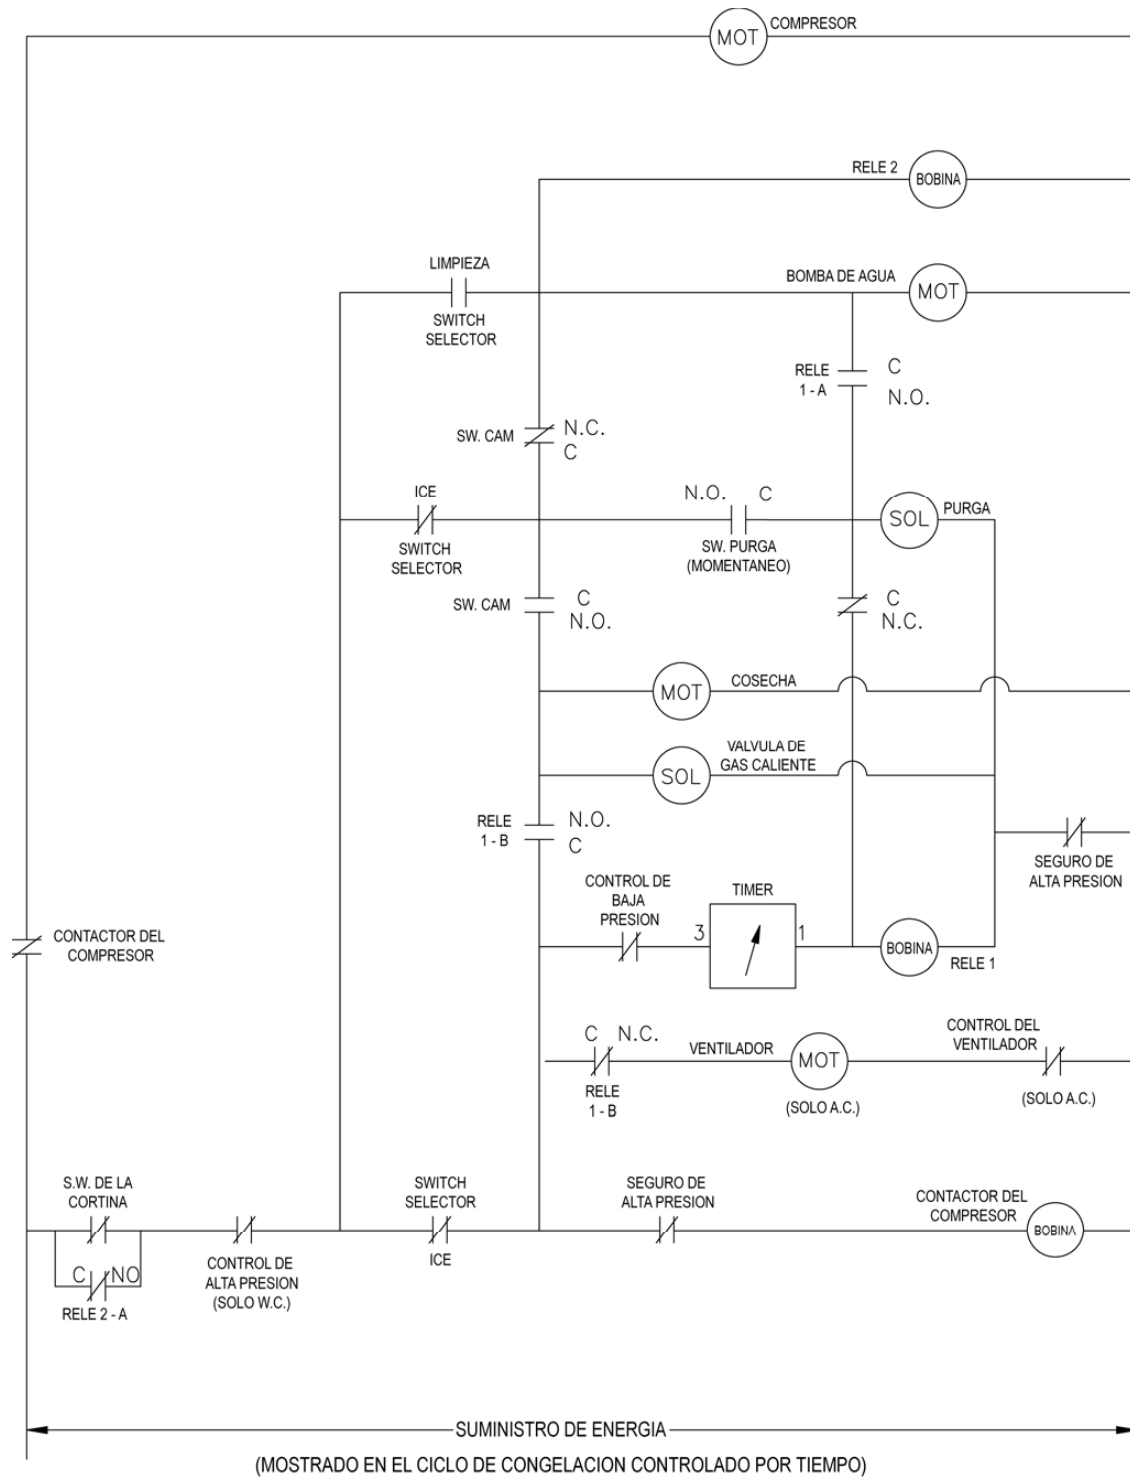 MOT
COMPRESOR
RELE 2
BOBINA
LIMPIEZA
SWITCH
SELECTOR
BOMBA DE AGUA
MOT
RELE
1 - A
C
N.O.
SW. CAM
N.C.
C
ICE
SWITCH
SELECTOR
N.O.
C
SW. PURGA
(MOMENTANEO)
SOL
PURGA
SW. CAM
C
N.O.
C
N.C.
MOT
COSECHA
SOL
VALVULA DE
GAS CALIENTE
RELE
1 - B
N.O.
C
SEGURO DE
ALTA PRESION
CONTROL DE
BAJA
PRESION
TIMER
3
1
BOBINA
RELE 1
CONTACTOR DEL
COMPRESOR
C N.C.
RELE
1 - B
VENTILADOR
MOT
(SOLO A.C.)
CONTROL DEL
VENTILADOR
(SOLO A.C.)
S.W. DE LA
CORTINA
C NO
RELE 2 - A
CONTROL DE
ALTA PRESION
(SOLO W.C.)
SWITCH
SELECTOR
ICE
SEGURO DE
ALTA PRESION
CONTACTOR DEL
COMPRESOR
BOBINA
SUMINISTRO DE ENERGIA
(MOSTRADO EN EL CICLO DE CONGELACION CONTROLADO POR TIEMPO)